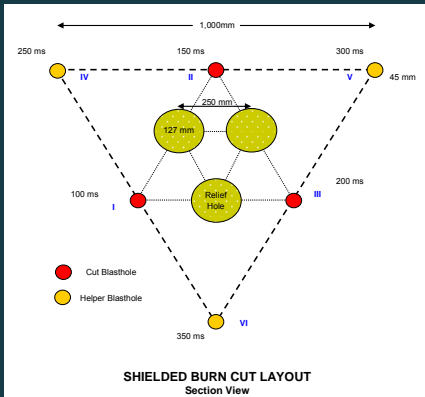 1,000mm
250 ms
150 ms
300 ms
IV
II
V
45 mm
250 mm
127 mm
100 ms
200 ms
Relief
Hole
I
III
Cut Blasthole
Helper Blasthole
VI
350 ms
SHIELDED BURN CUT LAYOUT
Section View